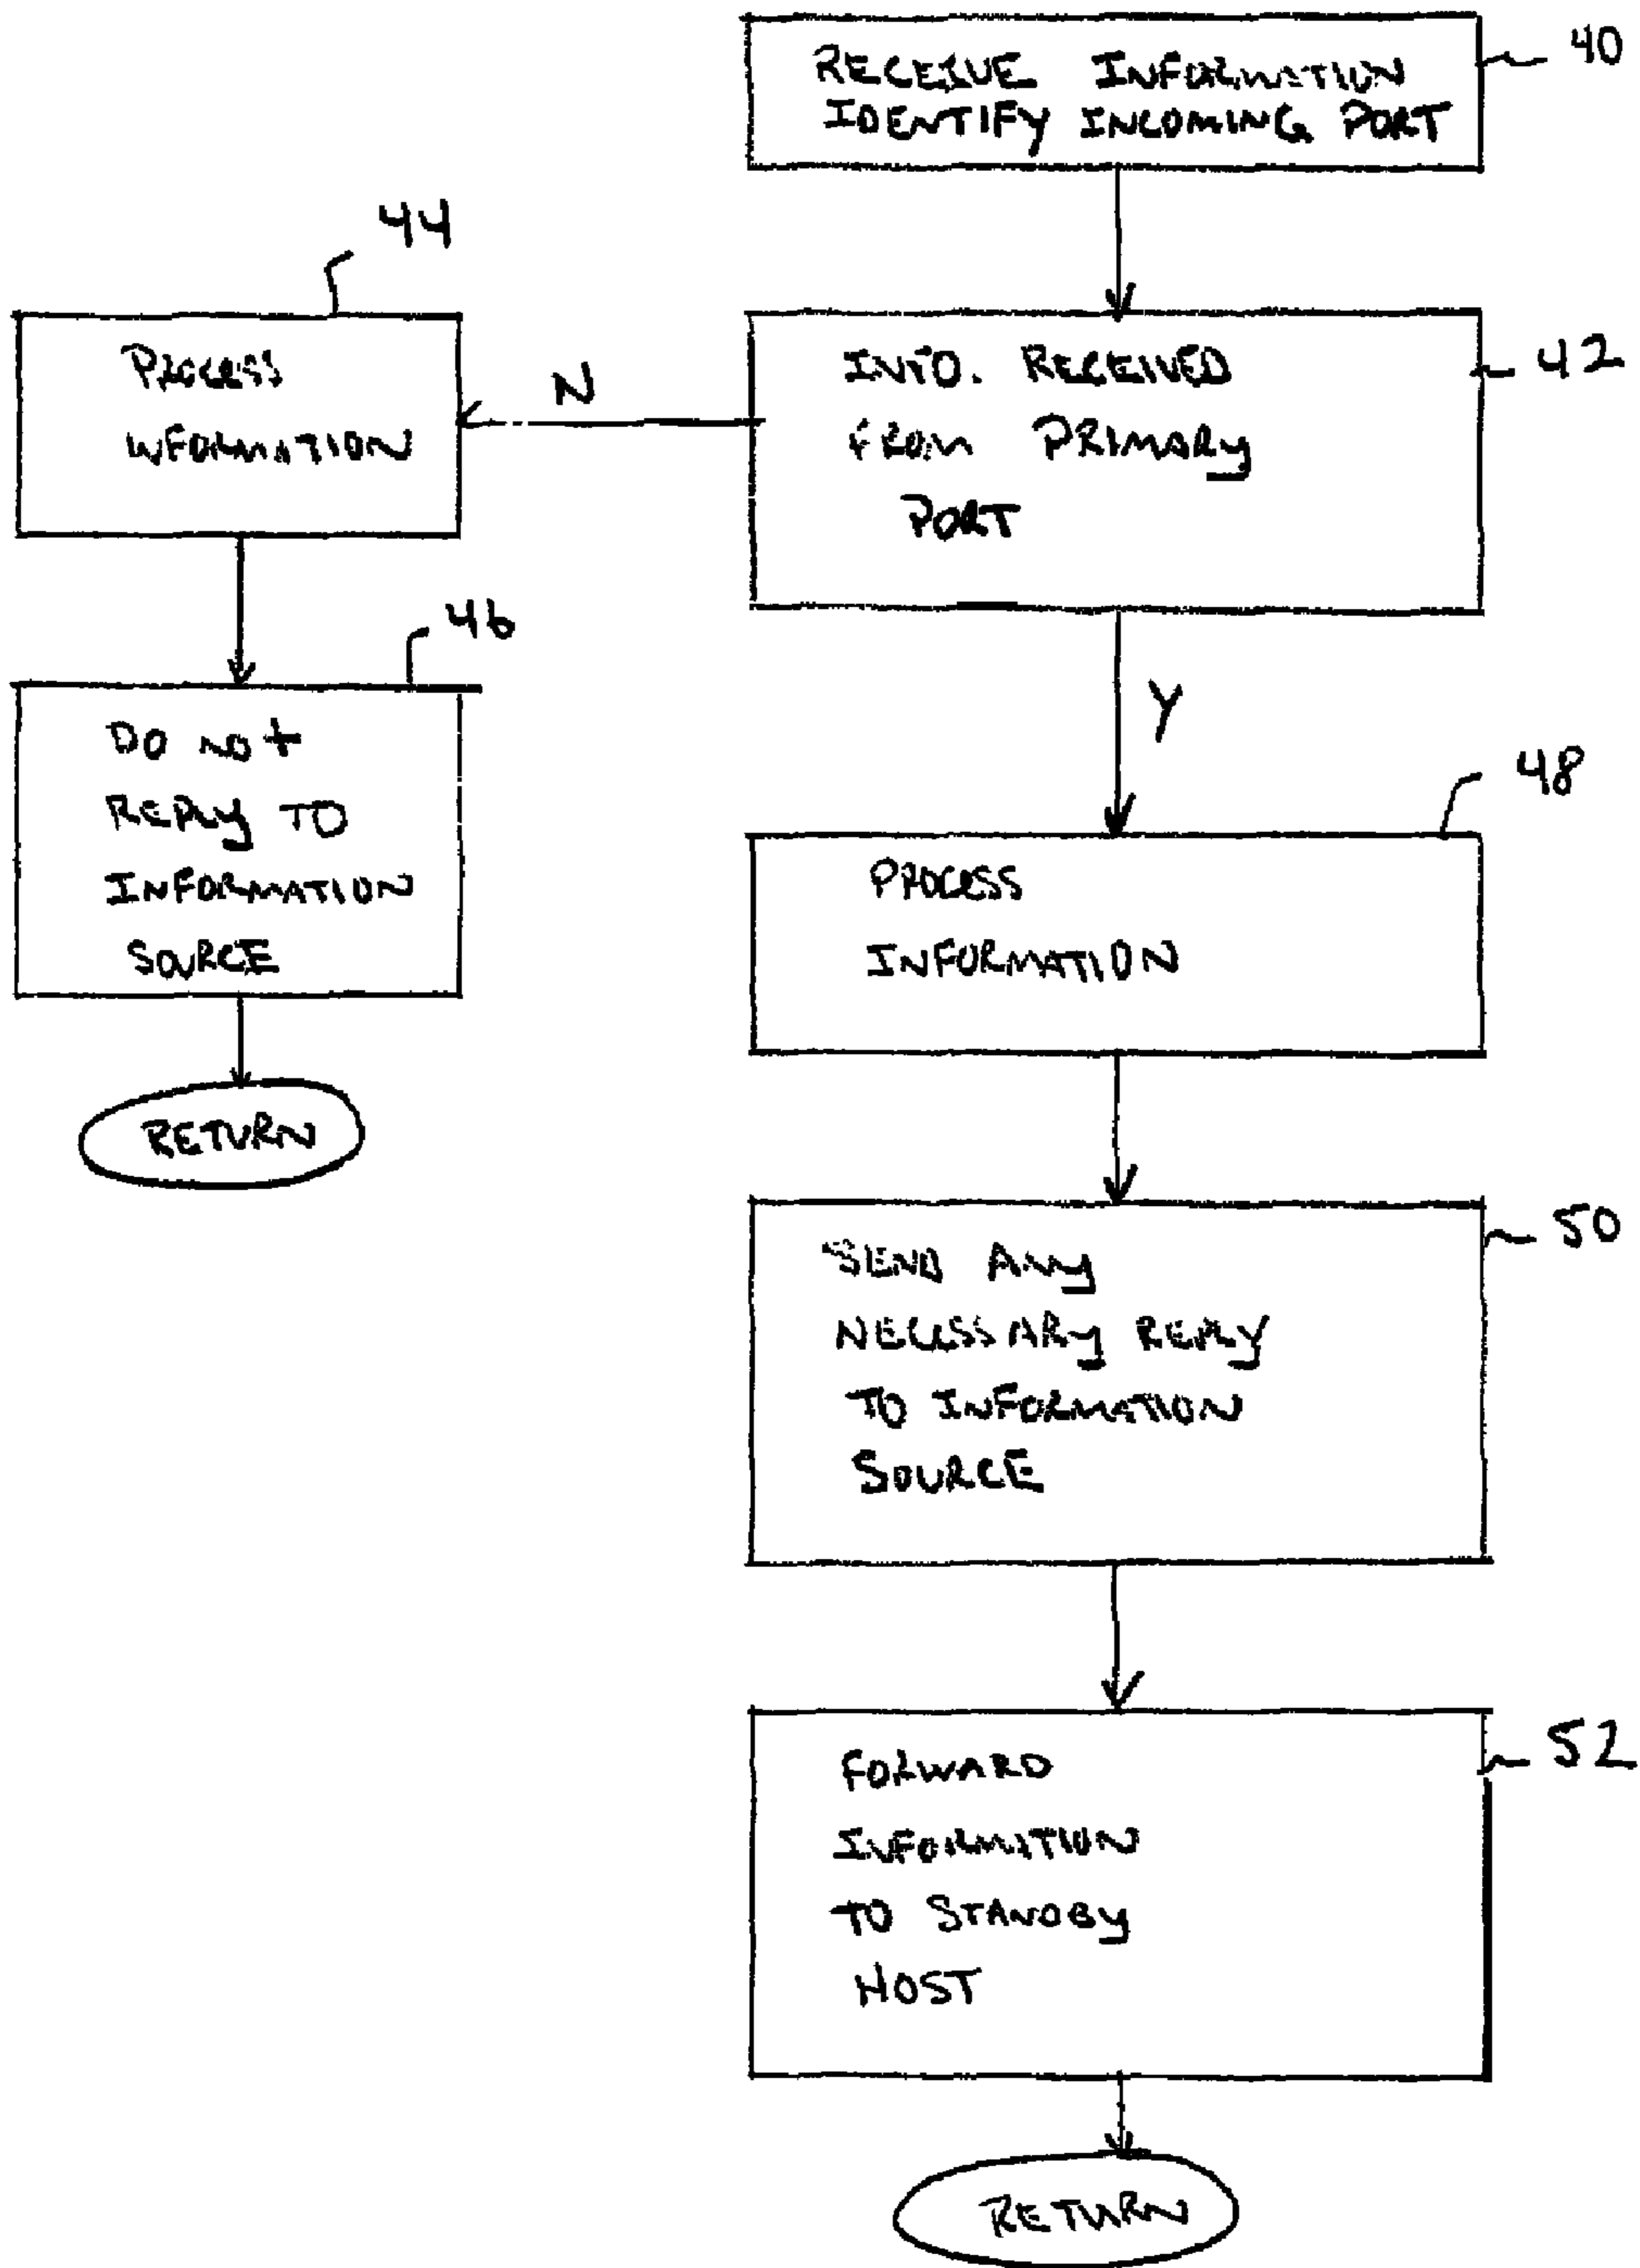 RECEIVE INFORMATION
IDENTIFY INCOMING PORT
40
44
PROCESS
INFORMATION
N
INFO. RECEIVED
FROM PRIMARY
PORT
42
46
DO NOT
REPLY TO
INFORMATION
SOURCE
RETURN
Y
48
PROCESS
INFORMATION
SEND ANY
NECESSARY REPLY
TO INFORMATION
SOURCE
50
FORWARD
INFORMATION
TO STANDBY
HOST
52
RETURN